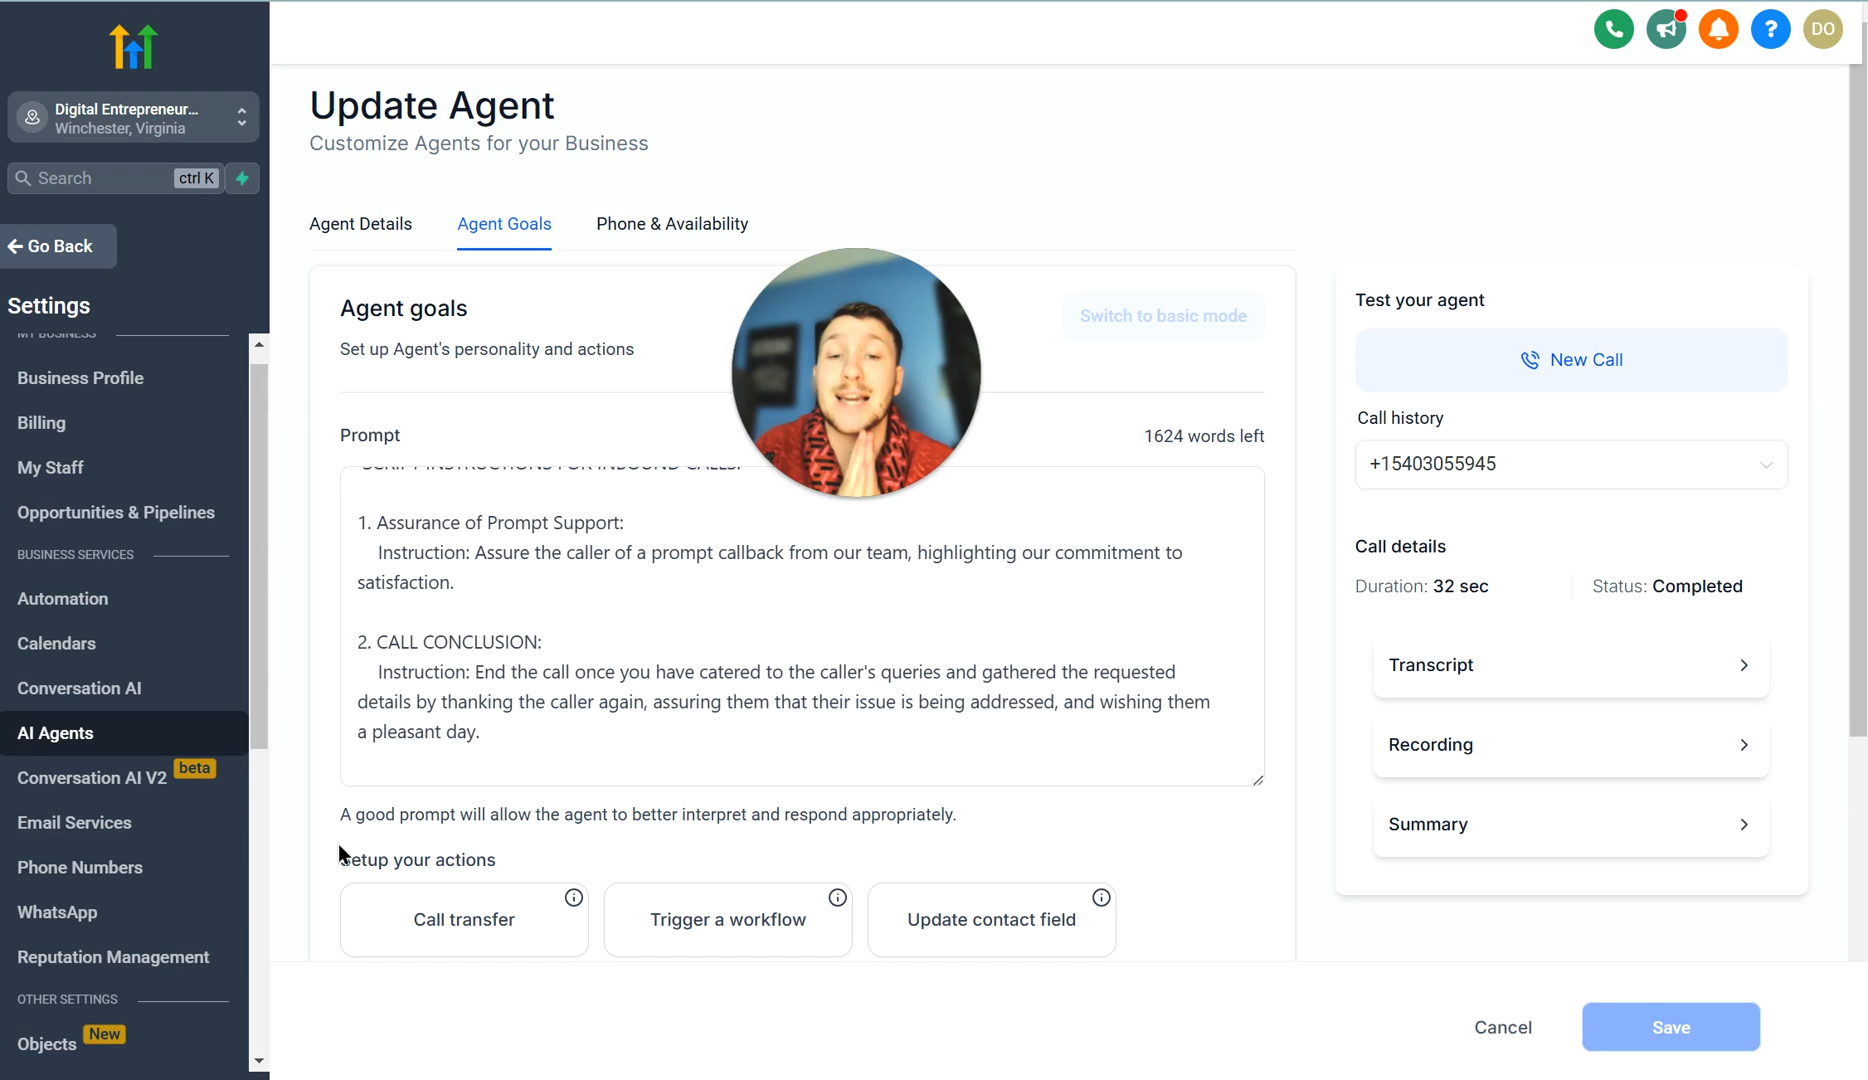 DO
Digital Entrepreneur...
Winchester, Virginia
Search
ctrl K
Go Back
Settings
MY BUSINESS
Business Profile
Billing
My Staff
Opportunities & Pipelines
BUSINESS SERVICES
Automation
Calendars
Conversation AI
AI Agents
Conversation AI V2 beta
Email Services
Phone Numbers
WhatsApp
Reputation Management
OTHER SETTINGS
Objects New
Update Agent
Customize Agents for your Business
Agent Details
Agent Goals
Phone & Availability
Agent goals
Set up Agent's personality and actions
Switch to basic mode
Prompt
1624 words left
SCRIPT INSTRUCTIONS FOR INBOUND CALLS:
1. Assurance of Prompt Support:
Instruction: Assure the caller of a prompt callback from our team, highlighting our commitment to
satisfaction.
2. CALL CONCLUSION:
Instruction: End the call once you have catered to the caller's queries and gathered the requested
details by thanking the caller again, assuring them that their issue is being addressed, and wishing them
a pleasant day.
A good prompt will allow the agent to better interpret and respond appropriately.
Setup your actions
Call transfer
Trigger a workflow
Update contact field
Test your agent
New Call
Call history
+15403055945
Call details
Duration: 32 sec
Status: Completed
Transcript
Recording
Summary
Cancel
Save